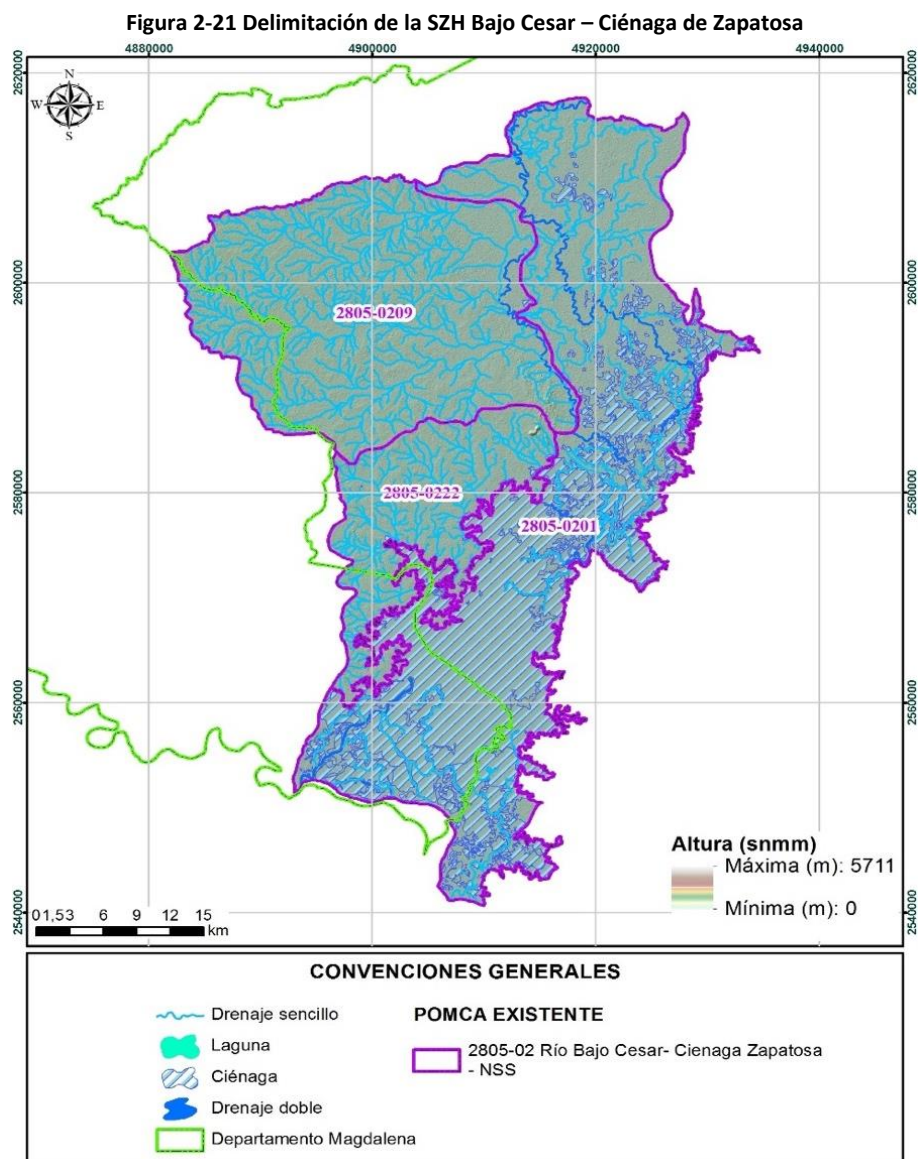 Figura 2-21 Delimitación de la SZH Bajo Cesar – Ciénaga de Zapatosa
4880000 4900000 4920000 4940000
2620000 2620000
N
W E
S
2600000 2600000
2805-0209
2580000 2580000
2805-0222
2805-0201
2560000 2560000
Altura (snmm)
Máxima (m): 5711
Mínima (m): 0
2540000 2540000
0 1,53 6 9 12 15
km
CONVENCIONES GENERALES
Drenaje sencillo
Laguna
Ciénaga
Drenaje doble
Departamento Magdalena
POMCA EXISTENTE
2805-02 Río Bajo Cesar- Cienaga Zapatosa
- NSS